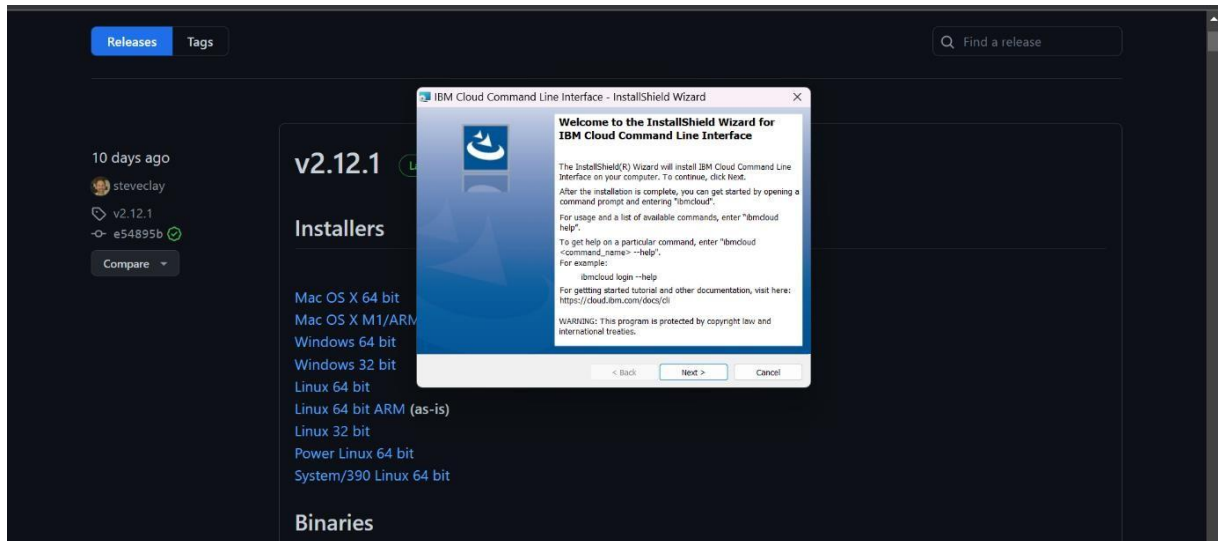 Releases
Tags
Find a release
10 days ago
steveclay
v2.12.1
e54895b
Compare
v2.12.1
Installers
Mac OS X 64 bit
Mac OS X M1/ARM
Windows 64 bit
Windows 32 bit
Linux 64 bit
Linux 64 bit ARM (as-is)
Linux 32 bit
Power Linux 64 bit
System/390 Linux 64 bit
Binaries
IBM Cloud Command Line Interface - InstallShield Wizard
Welcome to the InstallShield Wizard for
IBM Cloud Command Line Interface
The InstallShield(R) Wizard will install IBM Cloud Command Line
Interface on your computer. To continue, click Next.
After the installation is complete, you can get started by opening a
command prompt and entering "ibmcloud".
For usage and a list of available commands, enter "ibmcloud
help".
To get help on a particular command, enter "ibmcloud
<command_name> --help".
For example:
ibmcloud login --help
For gettting started tutorial and other documentation, visit here:
https://cloud.ibm.com/docs/cli
WARNING: This program is protected by copyright law and
international treaties.
< Back
Next >
Cancel